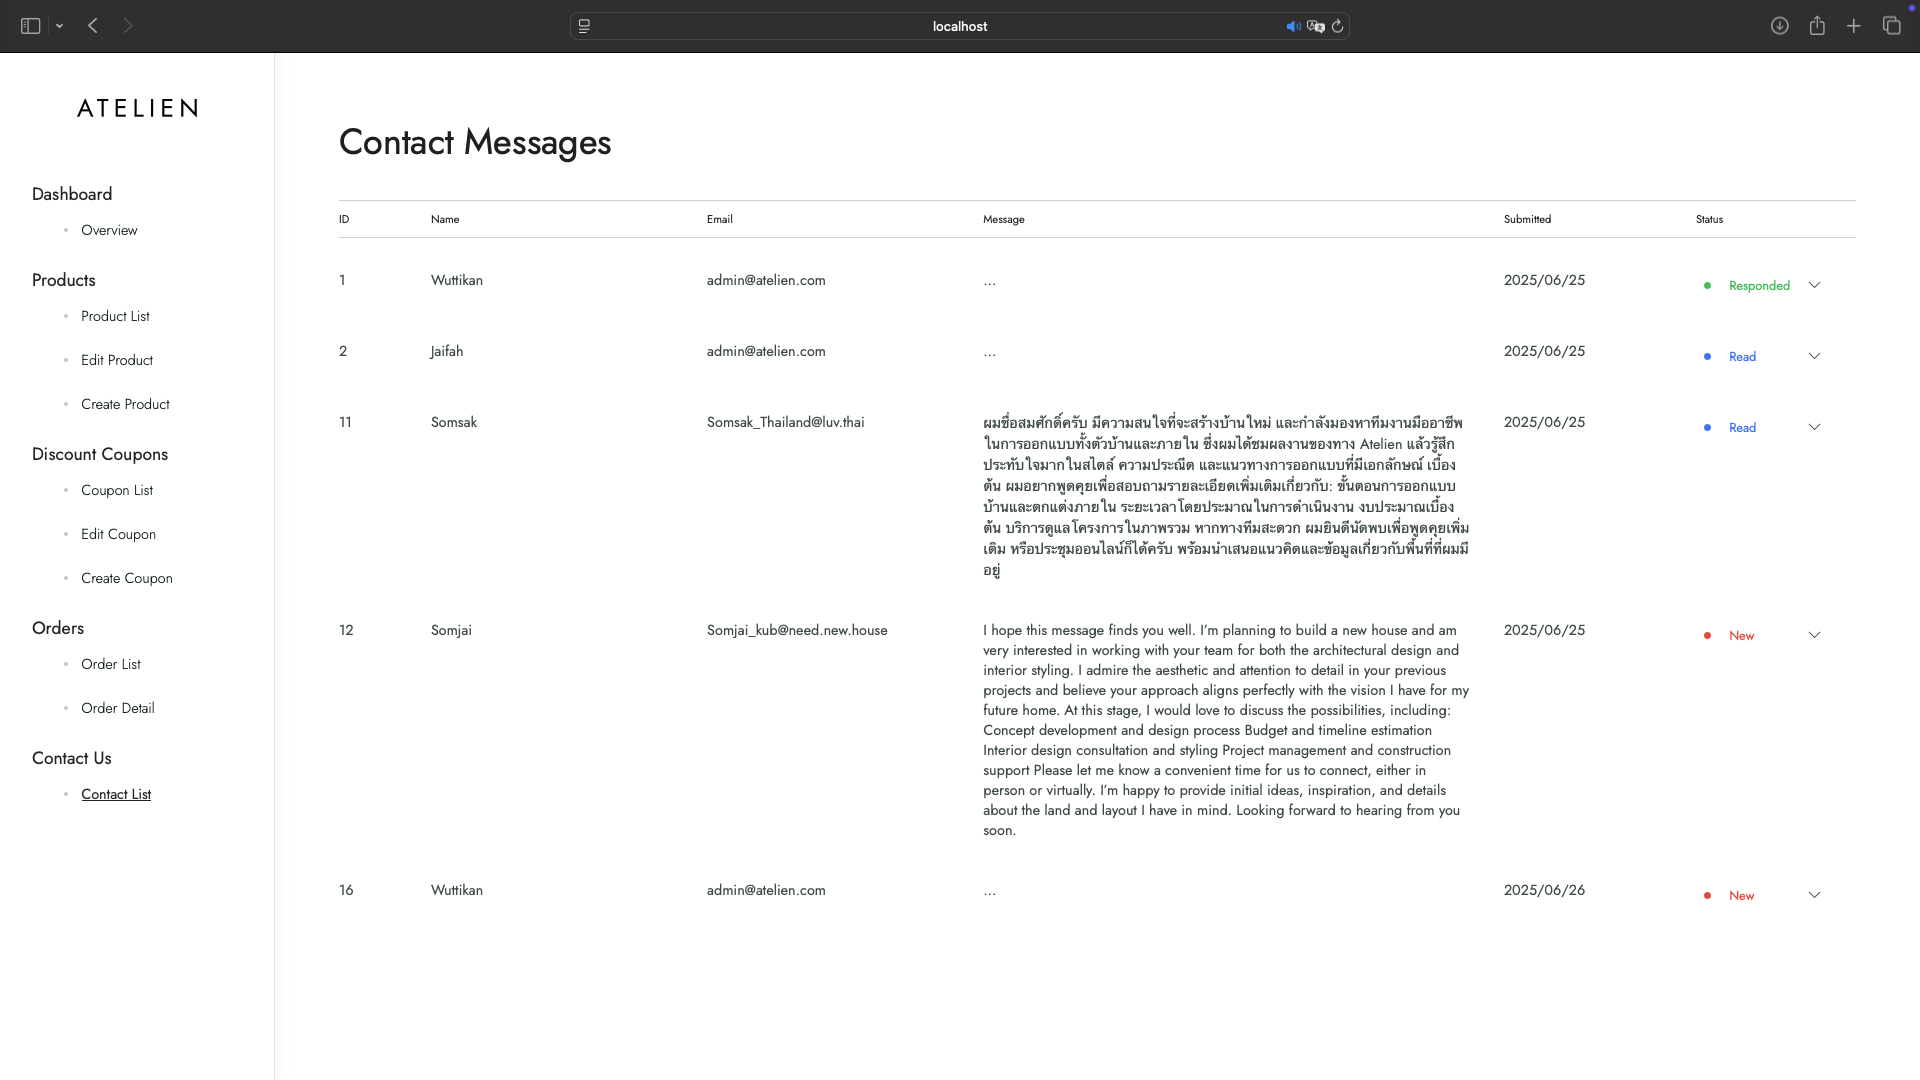 localhost
ATELIEN
Dashboard
Overview
Products
Product List
Edit Product
Create Product
Discount Coupons
Coupon List
Edit Coupon
Create Coupon
Orders
Order List
Order Detail
Contact Us
Contact List
Contact Messages
ID Name Email Message Submitted Status
1 Wuttikan admin@atelien.com ... 2025/06/25 Responded
2 Jaifah admin@atelien.com ... 2025/06/25 Read
11 Somsak Somsak_Thailand@luv.thai ผมชื่อสมศักดิ์ครับ มีความสนใจที่จะสร้างบ้านใหม่ และกำลังมองหาทีมงานมืออาชีพ 2025/06/25 Read
ในการออกแบบทั้งตัวบ้านและภายใน ซึ่งผมได้ชมผลงานของทาง Atelien แล้วรู้สึก
ประทับใจมากในสไตล์ ความประณีต และแนวทางการออกแบบที่มีเอกลักษณ์ เบื้อง
ต้น ผมอยากพูดคุยเพื่อสอบถามรายละเอียดเพิ่มเติมเกี่ยวกับ: ขั้นตอนการออกแบบ
บ้านและตกแต่งภายใน ระยะเวลาโดยประมาณในการดำเนินงาน งบประมาณเบื้อง
ต้น บริการดูแลโครงการในภาพรวม หากทางทีมสะดวก ผมยินดีนัดพบเพื่อพูดคุยเพิ่ม
เติม หรือประชุมออนไลน์ก็ได้ครับ พร้อมนำเสนอแนวคิดและข้อมูลเกี่ยวกับพื้นที่ที่ผมมี
อยู่
12 Somjai Somjai_kub@need.new.house I hope this message finds you well. I'm planning to build a new house and am 2025/06/25 New
very interested in working with your team for both the architectural design and
interior styling. I admire the aesthetic and attention to detail in your previous
projects and believe your approach aligns perfectly with the vision I have for my
future home. At this stage, I would love to discuss the possibilities, including:
Concept development and design process Budget and timeline estimation
Interior design consultation and styling Project management and construction
support Please let me know a convenient time for us to connect, either in
person or virtually. I'm happy to provide initial ideas, inspiration, and details
about the land and layout I have in mind. Looking forward to hearing from you
soon.
16 Wuttikan admin@atelien.com ... 2025/06/26 New